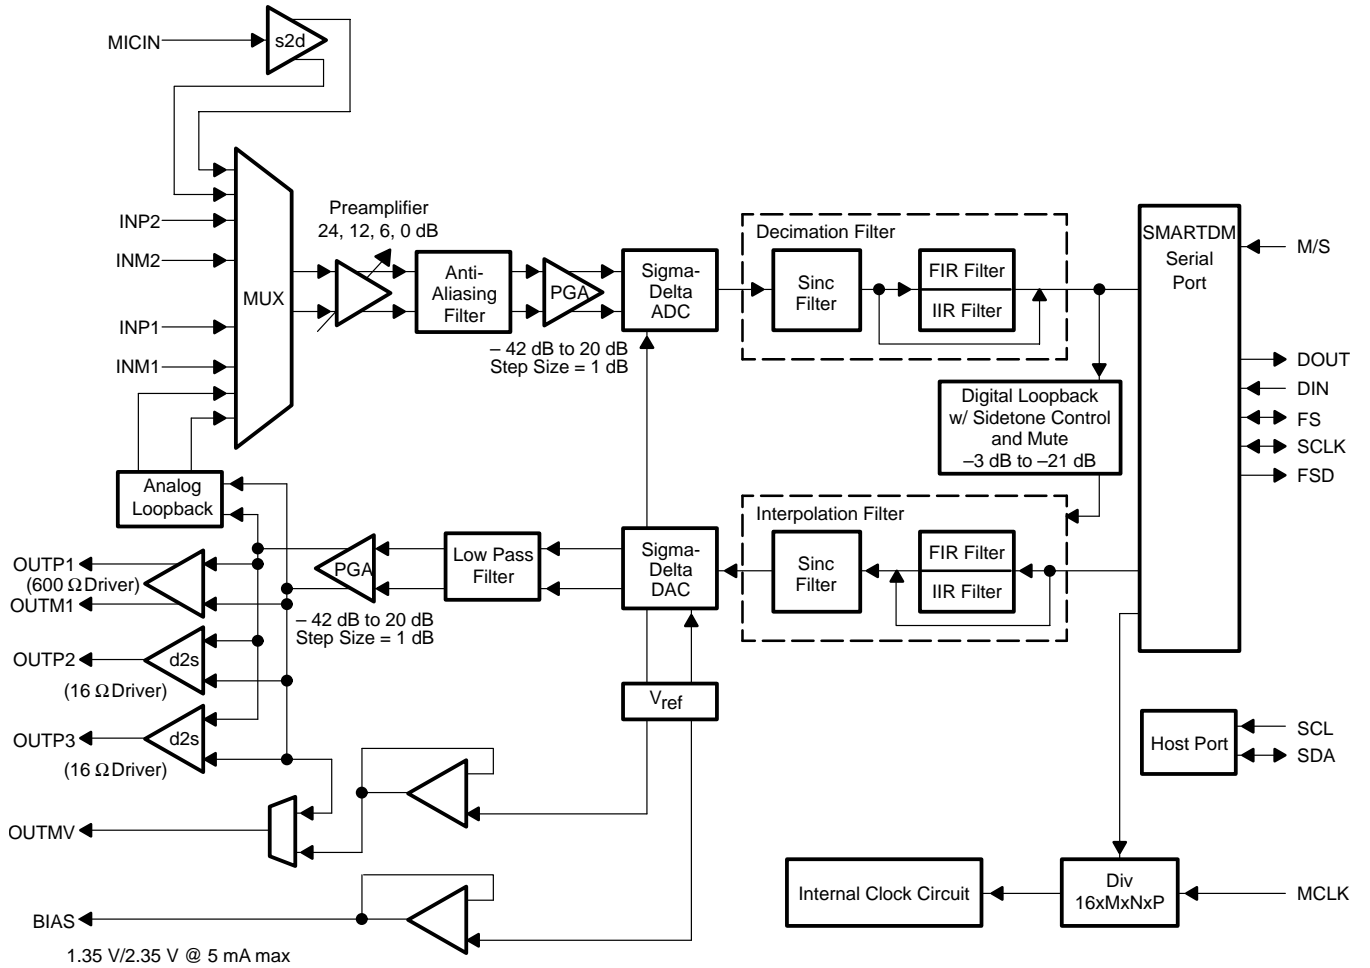 MICIN
s2d
INP2
INM2
INP1
INM1
MUX
Preamplifier
24, 12, 6, 0 dB
Anti-
Aliasing
Filter
PGA
– 42 dB to 20 dB
Step Size = 1 dB
Sigma-
Delta
ADC
Decimation Filter
Sinc
Filter
FIR Filter
IIR Filter
SMARTDM
Serial
Port
M/S
DOUT
DIN
FS
SCLK
FSD
Digital Loopback
w/ Sidetone Control
and Mute
–3 dB to –21 dB
Analog
Loopback
OUTP1
(600 Ω Driver)
OUTM1
PGA
– 42 dB to 20 dB
Step Size = 1 dB
Low Pass
Filter
Sigma-
Delta
DAC
Interpolation Filter
Sinc
Filter
FIR Filter
IIR Filter
OUTP2
d2s
(16 Ω Driver)
Vref
OUTP3
d2s
(16 Ω Driver)
Host Port
SCL
SDA
OUTMV
BIAS
1.35 V/2.35 V @ 5 mA max
Internal Clock Circuit
Div
16xMxNxP
MCLK